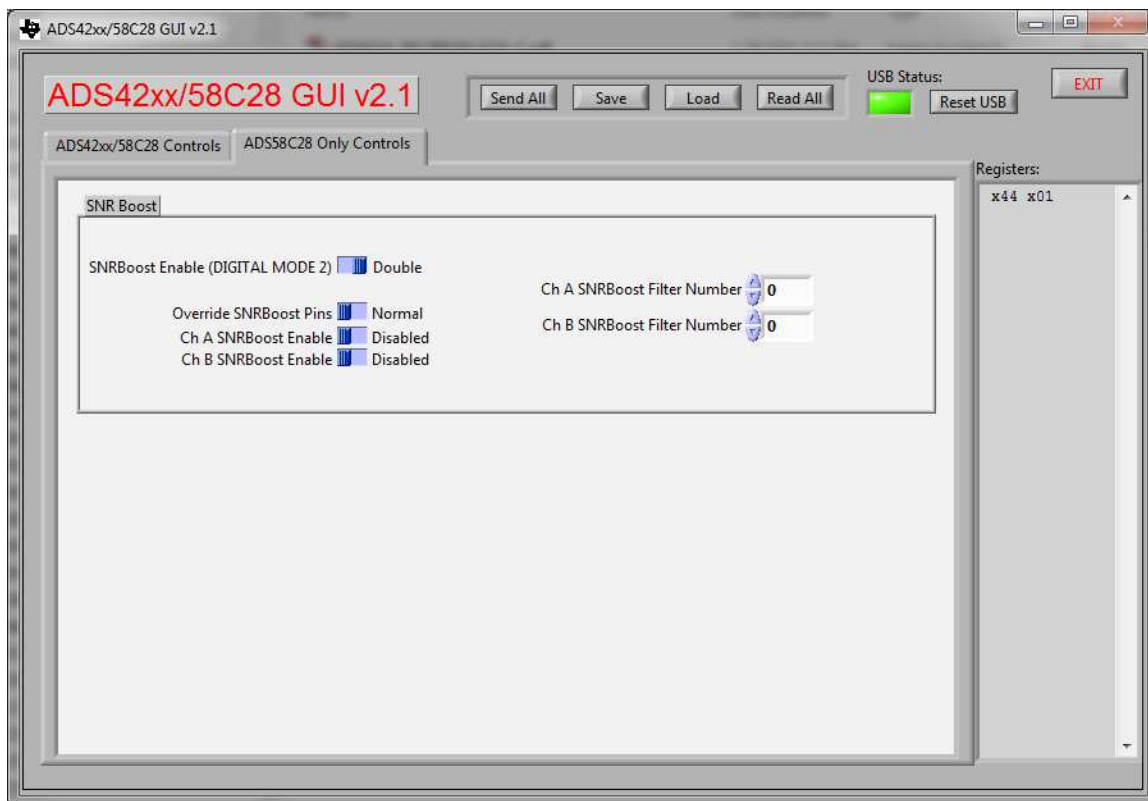 ADS42xx/58C28 GUI v2.1
ADS42xx/58C28 GUI v2.1
Send All Save Load Read All
USB Status:
Reset USB
EXIT
ADS42xx/58C28 Controls ADS58C28 Only Controls
Registers:
x44 x01
SNR Boost
SNRBoost Enable (DIGITAL MODE 2) Double
Override SNRBoost Pins Normal
Ch A SNRBoost Enable Disabled
Ch B SNRBoost Enable Disabled
Ch A SNRBoost Filter Number 0
Ch B SNRBoost Filter Number 0